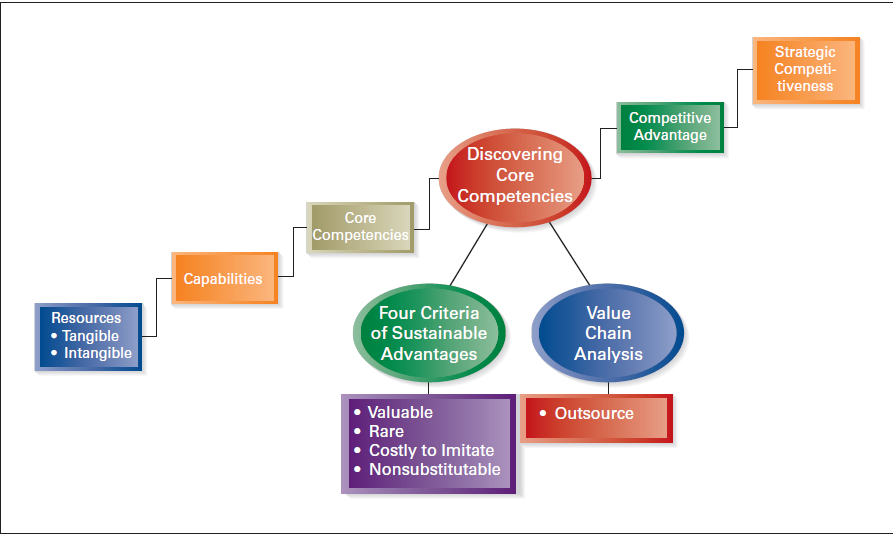 Strategic
Competi-
tiveness
Competitive
Advantage
Discovering
Core
Competencies
Core
Competencies
Capabilities
Resources
• Tangible
• Intangible
Four Criteria
of Sustainable
Advantages
Value
Chain
Analysis
• Valuable
• Rare
• Costly to Imitate
• Nonsubstitutable
• Outsource